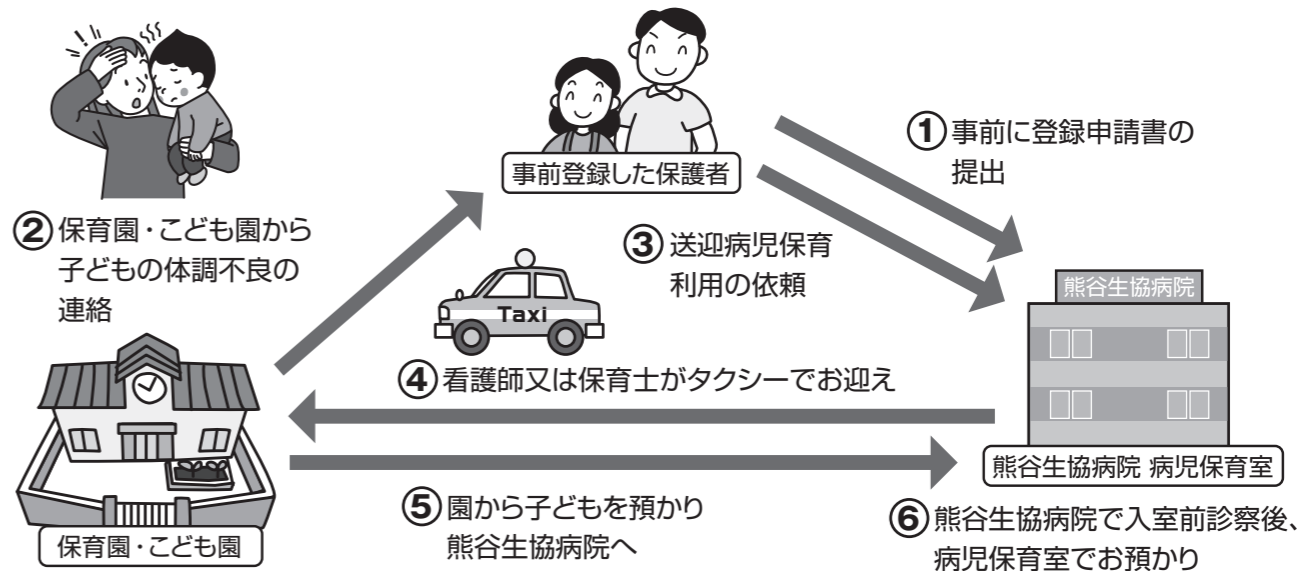 事前登録した保護者
①事前に登録申請書の
提出
②保育園・こども園から
子どもの体調不良の
連絡
③送迎病児保育
利用の依頼
熊谷生協病院
Taxi
④看護師又は保育士がタクシーでお迎え
熊谷生協病院 病児保育室
⑤園から子どもを預かり
熊谷生協病院へ
保育園・こども園
⑥熊谷生協病院で入室前診察後、
病児保育室でお預かり